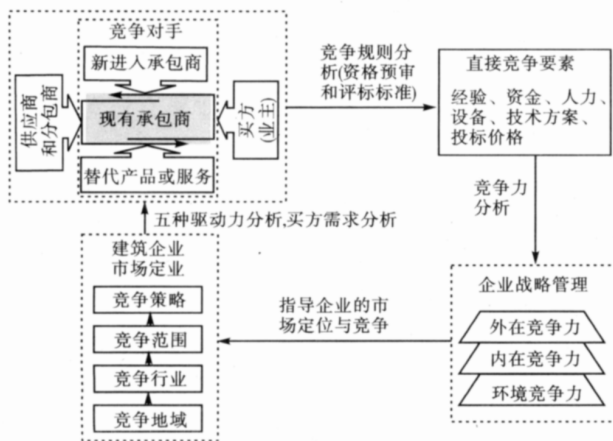 竞争对手
新进入承包商
供应商
和分包商
现有承包商
买方
(业主)
替代产品或服务
竞争规则分
析(资格预审
和评标标准)
直接竞争要素
经验、资金、人力、
设备、技术方案、
投标价格
竞争力
分析
五种驱动力分析,买方需求分析
建筑企业
市场定业
竞争策略
竞争范围
竞争行业
竞争地域
指导企业的市
场定位与竞争
企业战略管理
外在竞争力
内在竞争力
环境竞争力